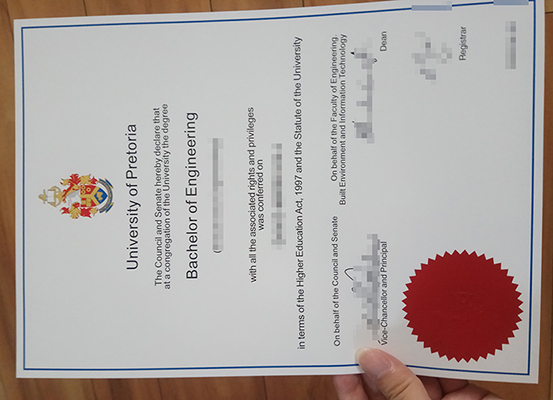 University of Pretoria
The Council and Senate hereby declare that
at a congregation of the University the degree
Bachelor of Engineering
(
with all the associated rights and privileges
was conferred on
in terms of the Higher Education Act, 1997 and the Statute of the University
On behalf of the Council and Senate
Vice-Chancellor and Principal
On behalf of the Faculty of Engineering,
Built Environment and Information Technology
Dean
Registrar